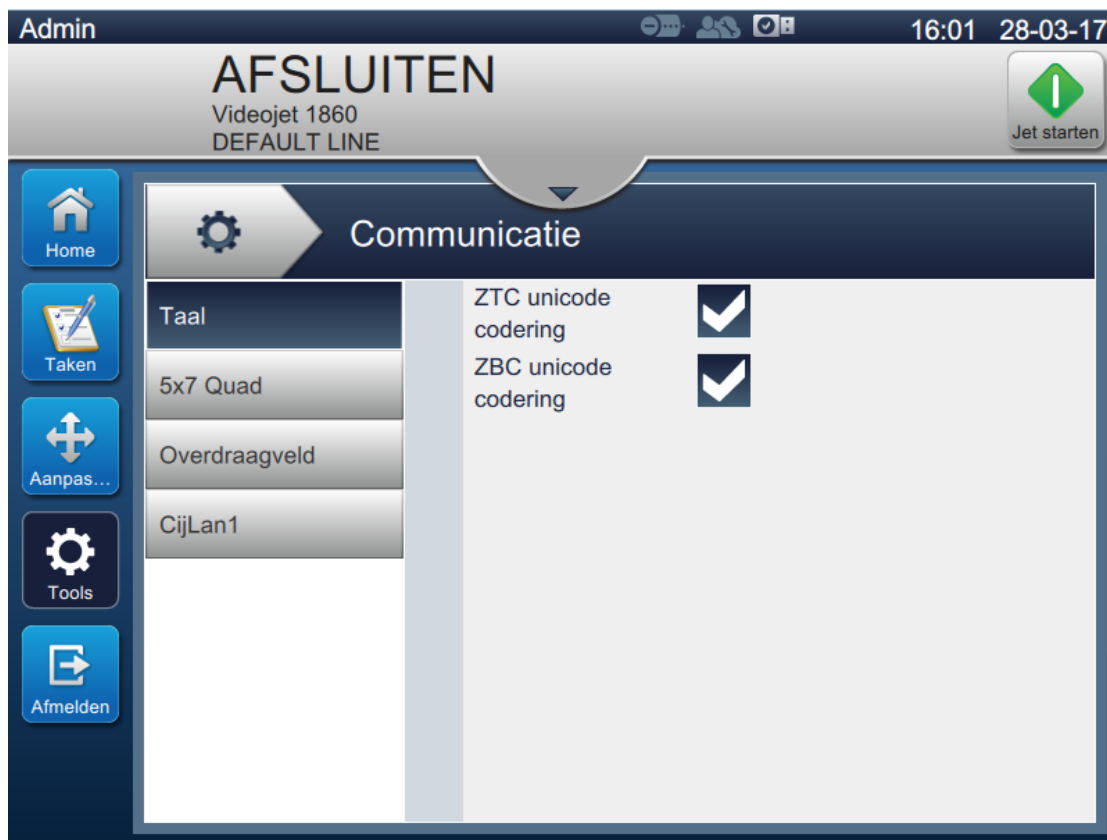 Admin 16:01 28-03-17
AFSLUITEN
Videojet 1860
DEFAULT LINE
Jet starten
Home
Taken
Aanpas...
Tools
Afmelden
Communicatie
Taal
5x7 Quad
Overdraagveld
CijLan1
ZTC unicode
codering
ZBC unicode
codering